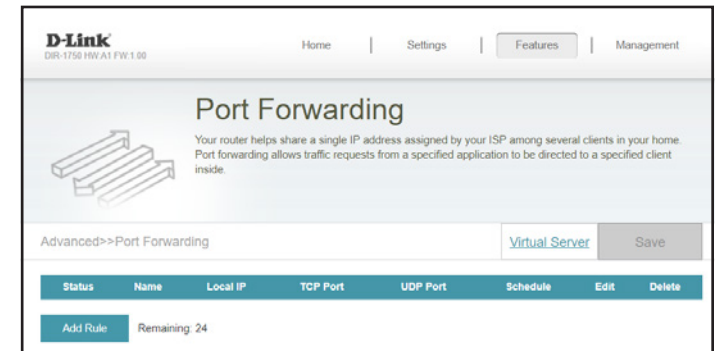 D-Link
DIR-1750 HW:A1 FW:1.00
Home | Settings | Features | Management
Port Forwarding
Your router helps share a single IP address assigned by your ISP among several clients in your home.
Port forwarding allows traffic requests from a specified application to be directed to a specified client
inside.
Advanced>>Port Forwarding
Virtual Server
Save
Status Name Local IP TCP Port UDP Port Schedule Edit Delete
Add Rule Remaining: 24